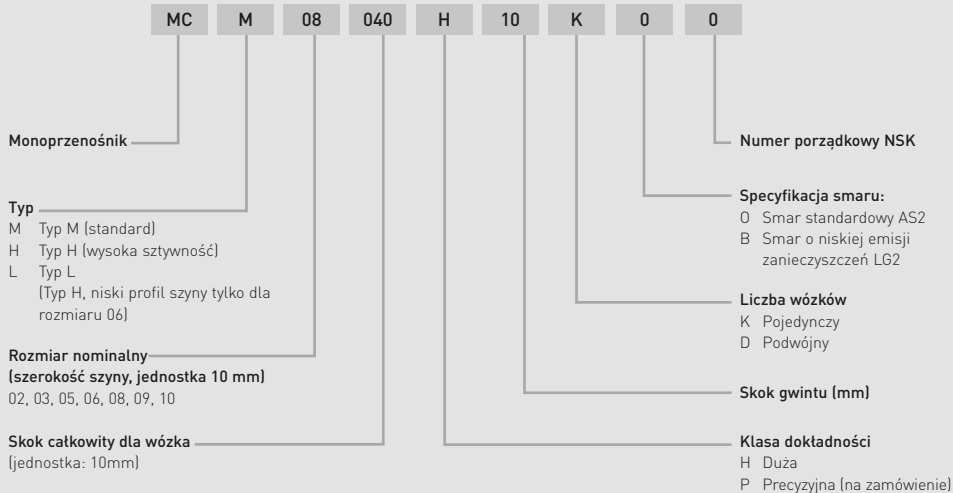 MC M 08 040 H 10 K 0 0
Monoprzenośnik
Typ
M Typ M (standard)
H Typ H (wysoka sztywność)
L Typ L
(Typ H, niski profil szyny tylko dla
rozmiaru 06)
Rozmiar nominalny
(szerokość szyny, jednostka 10 mm)
02, 03, 05, 06, 08, 09, 10
Skok całkowity dla wózka
(jednostka: 10mm)
Numer porządkowy NSK
Specyfikacja smaru:
0 Smar standardowy AS2
B Smar o niskiej emisji
zanieczyszczeń LG2
Liczba wózków
K Pojedynczy
D Podwójny
Skok gwintu (mm)
Klasa dokładności
H Duża
P Precyzyjna (na zamówienie)